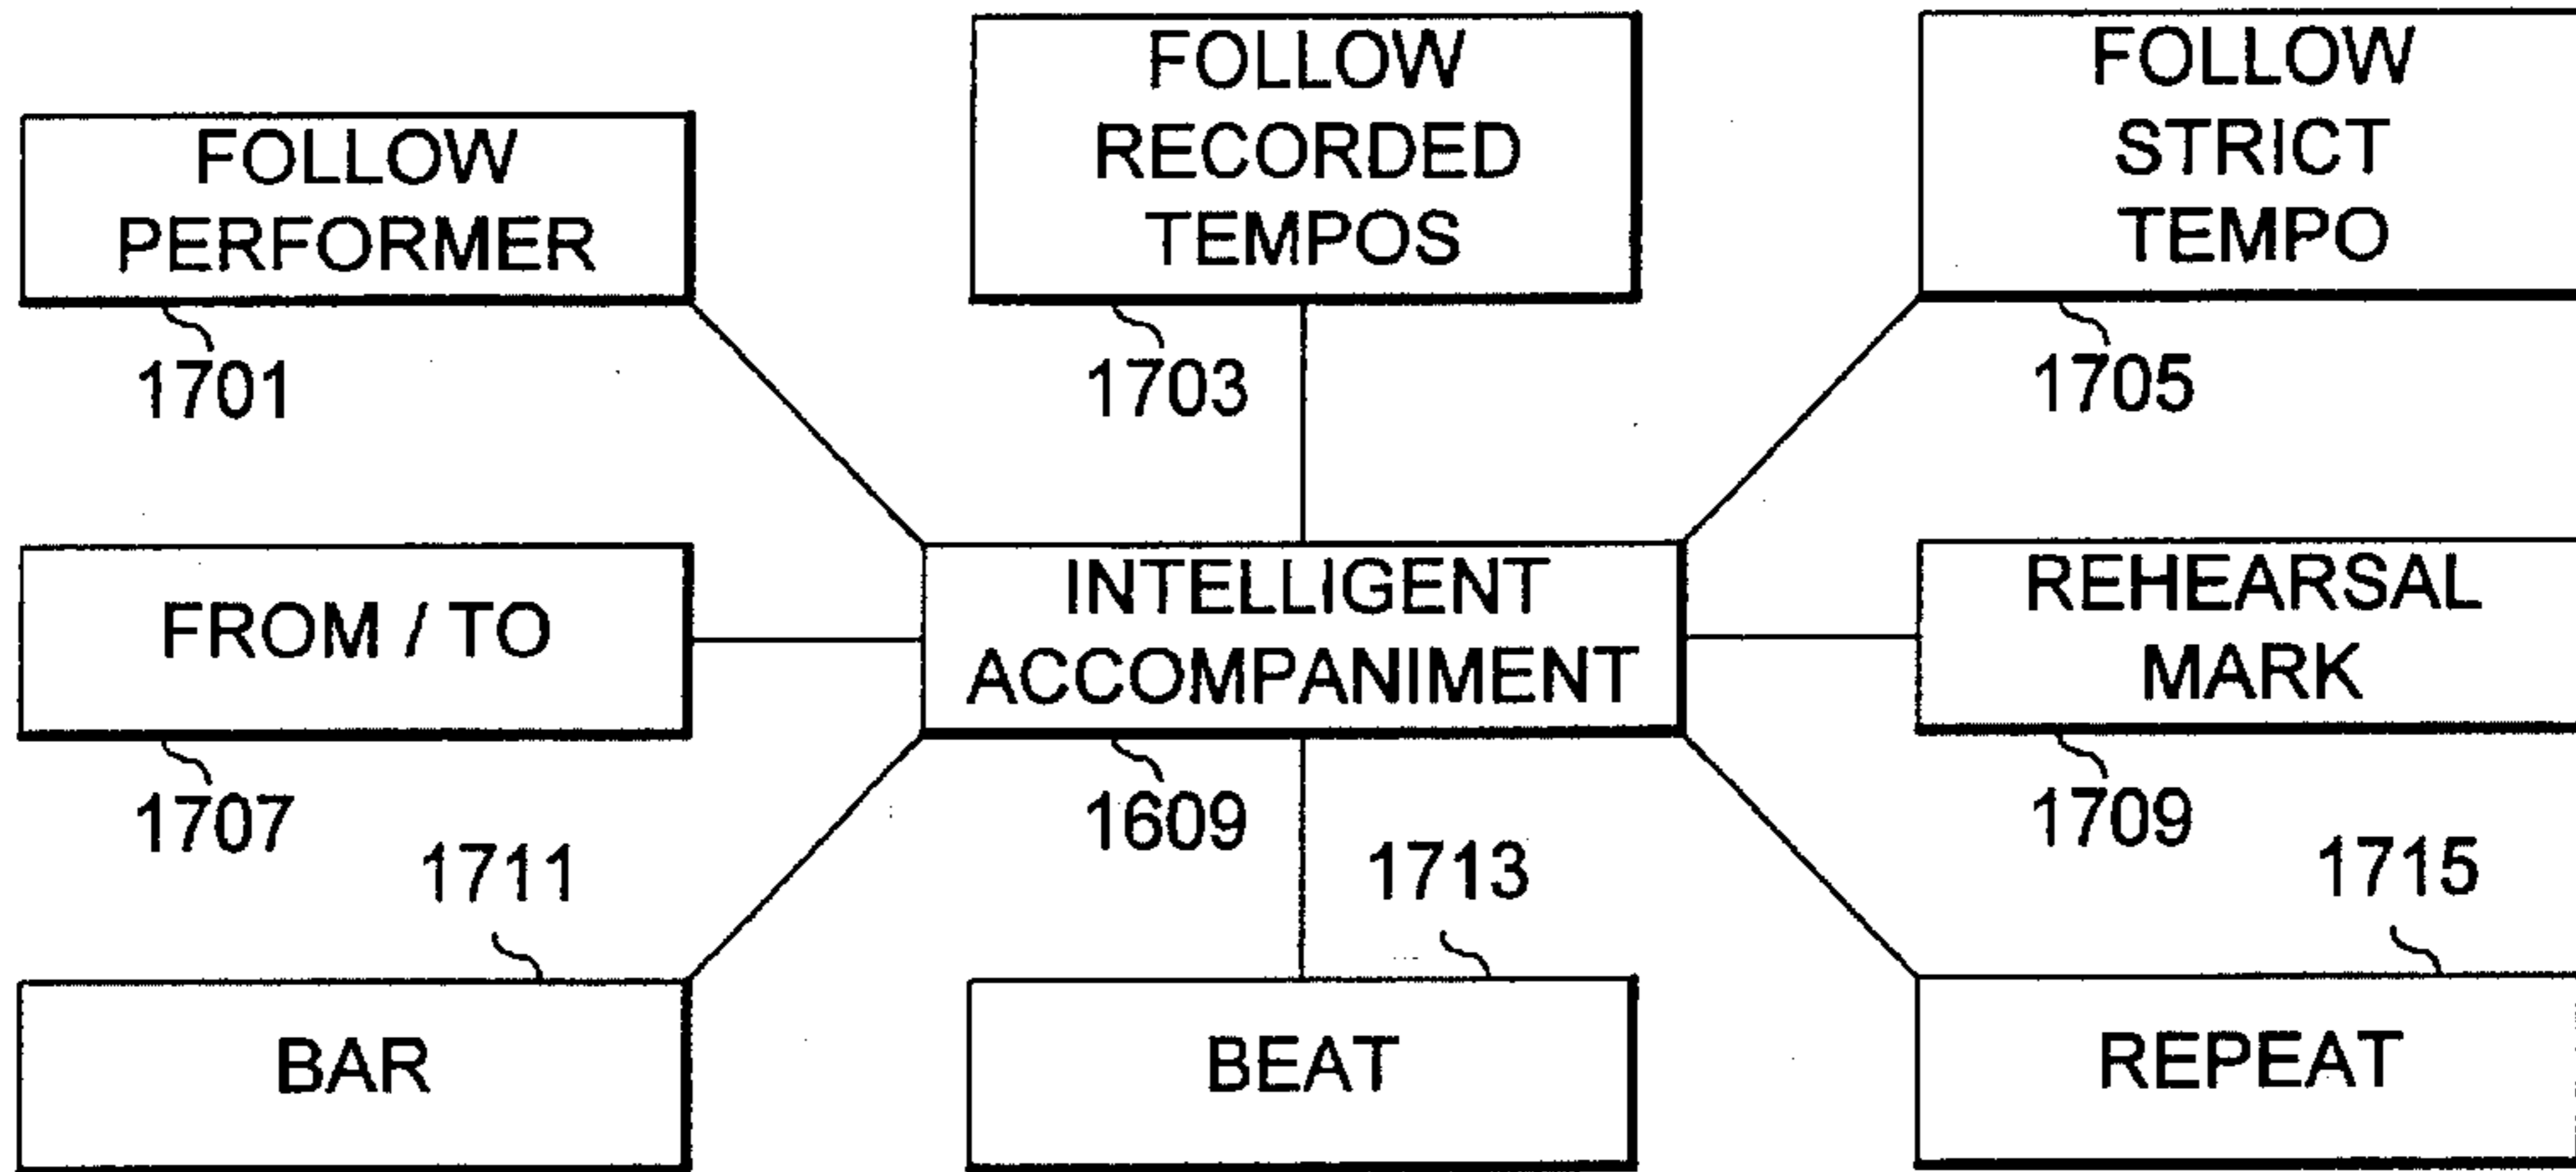 FOLLOW
PERFORMER
1701
FOLLOW
RECORDED
TEMPOS
1703
FOLLOW
STRICT
TEMPO
1705
FROM / TO
1707
INTELLIGENT
ACCOMPANIMENT
1609
REHEARSAL
MARK
1709
1711
BAR
1713
BEAT
1715
REPEAT